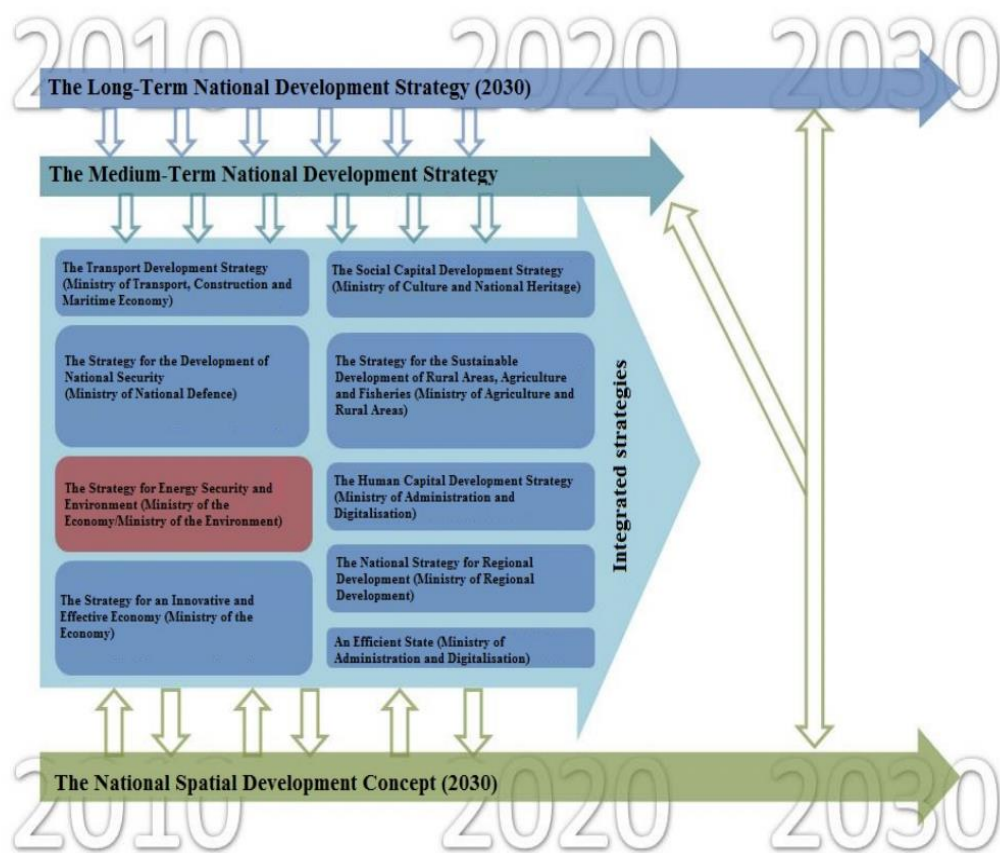 2010 2020 2030
The Long-Term National Development Strategy (2030)
The Medium-Term National Development Strategy
The Transport Development Strategy
(Ministry of Transport, Construction and
Maritime Economy)
The Strategy for the Development of
National Security
(Ministry of National Defence)
The Strategy for Energy Security and
Environment (Ministry of the
Economy/Ministry of the Environment)
The Strategy for an Innovative and
Effective Economy (Ministry of the
Economy)
The Social Capital Development Strategy
(Ministry of Culture and National Heritage)
The Strategy for the Sustainable
Development of Rural Areas, Agriculture
and Fisheries (Ministry of Agriculture and
Rural Areas)
The Human Capital Development Strategy
(Ministry of Administration and
Digitalisation)
The National Strategy for Regional
Development (Ministry of Regional
Development)
An Efficient State (Ministry of
Administration and Digitalisation)
Integrated strategies
The National Spatial Development Concept (2030)
2010 2020 2030